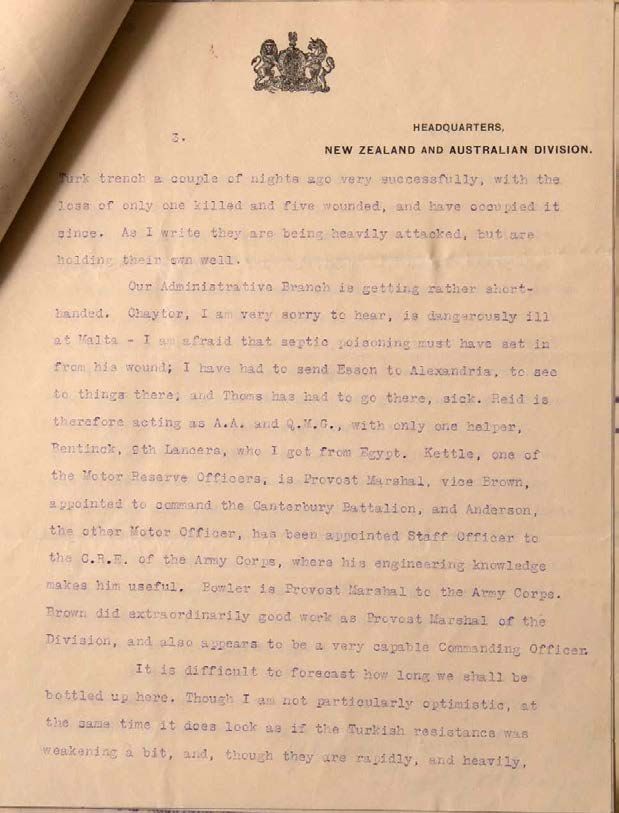 HEADQUARTERS,
3.
NEW ZEALAND AND AUSTRALIAN DIVISION.
Turk trench a couple of nights ago very successfully, with the
loss of only one killed and five wounded, and have occupied it
since. As I write they are being heavily attacked, but are
holding their own well.
Our Administrative Branch is getting rather short-
handed. Chaytor, I am very sorry to hear, is dangerously ill
at Malta - I am afraid that septic poisoning must have set in
from his wound; I have had to send Esson to Alexandria, to see
to things there; and Thoms has had to go there, sick. Reid is
therefore acting as A.A. and Q.M.G., with only one helper,
Bentinck, 9th Lancers, who I got from Egypt. Kettle, one of
the Motor Reserve Officers, is Provost Marshal, vice Brown,
appointed to command the Canterbury Battalion, and Anderson,
the other Motor Officer, has been appointed Staff Officer to
the C.R.E. of the Army Corps, where his engineering knowledge
makes him useful. Bowler is Provost Marshal to the Army Corps.
Brown did extraordinarily good work as Provost Marshal of the
Division, and also appears to be a very capable Commanding Officer.
It is difficult to forecast how long we shall be
bottled up here. Though I am not particularly optimistic, at
the same time it does look as if the Turkish resistance was
weakening a bit, and, though they are rapidly, and heavily,